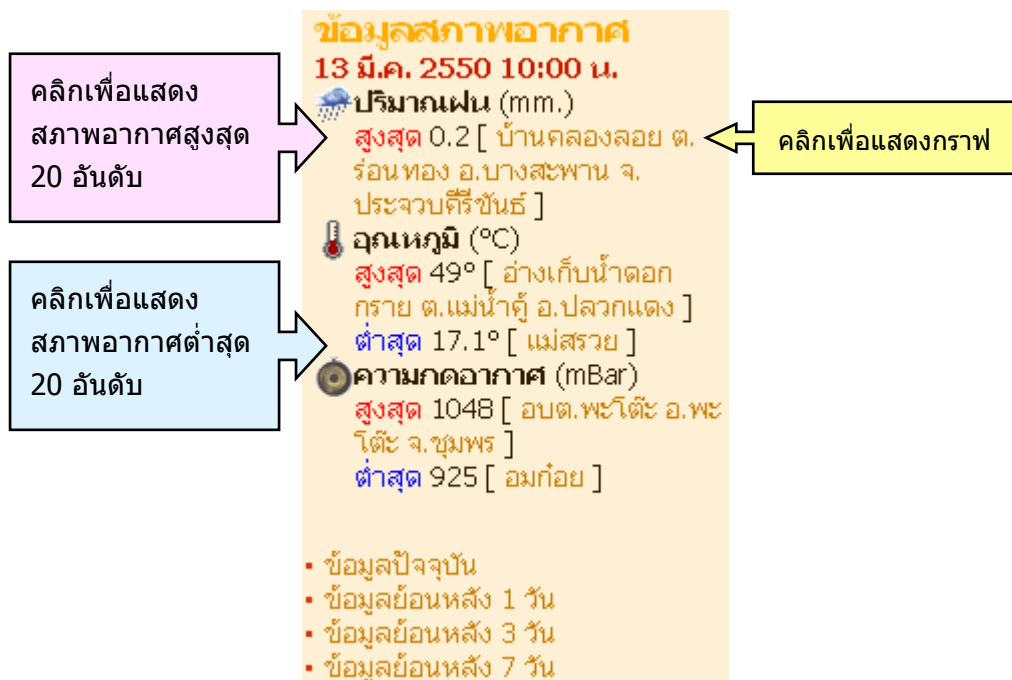 ข้อมูลสภาพอากาศ
13 มี.ค. 2550 10:00 น.
ปริมาณฝน (mm.)
สูงสุด 0.2 [ บ้านคลองลอย ต.
ร่อนทอง อ.บางสะพาน จ.
ประจวบคีรีขันธ์ ]
อุณหภูมิ (°C)
สูงสุด 49° [ อ่างเก็บน้ำดอก
กราย ต.แม่น้ำคู้ อ.ปลวกแดง ]
ต่ำสุด 17.1° [ แม่สรวย ]
ความกดอากาศ (mBar)
สูงสุด 1048 [ อบต.พะโต๊ะ อ.พะ
โต๊ะ จ.ชุมพร ]
ต่ำสุด 925 [ อมก๋อย ]
▪ ข้อมูลปัจจุบัน
▪ ข้อมูลย้อนหลัง 1 วัน
▪ ข้อมูลย้อนหลัง 3 วัน
▪ ข้อมูลย้อนหลัง 7 วัน
คลิกเพื่อแสดง
สภาพอากาศสูงสุด
20 อันดับ
คลิกเพื่อแสดง
สภาพอากาศต่ำสุด
20 อันดับ
คลิกเพื่อแสดงกราฟ